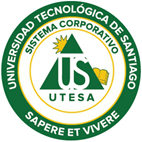 UNIVERSIDAD TECNOLÓGICA DE SANTIAGO
SISTEMA CORPORATIVO
US
UTESA
SAPERE ET VIVERE